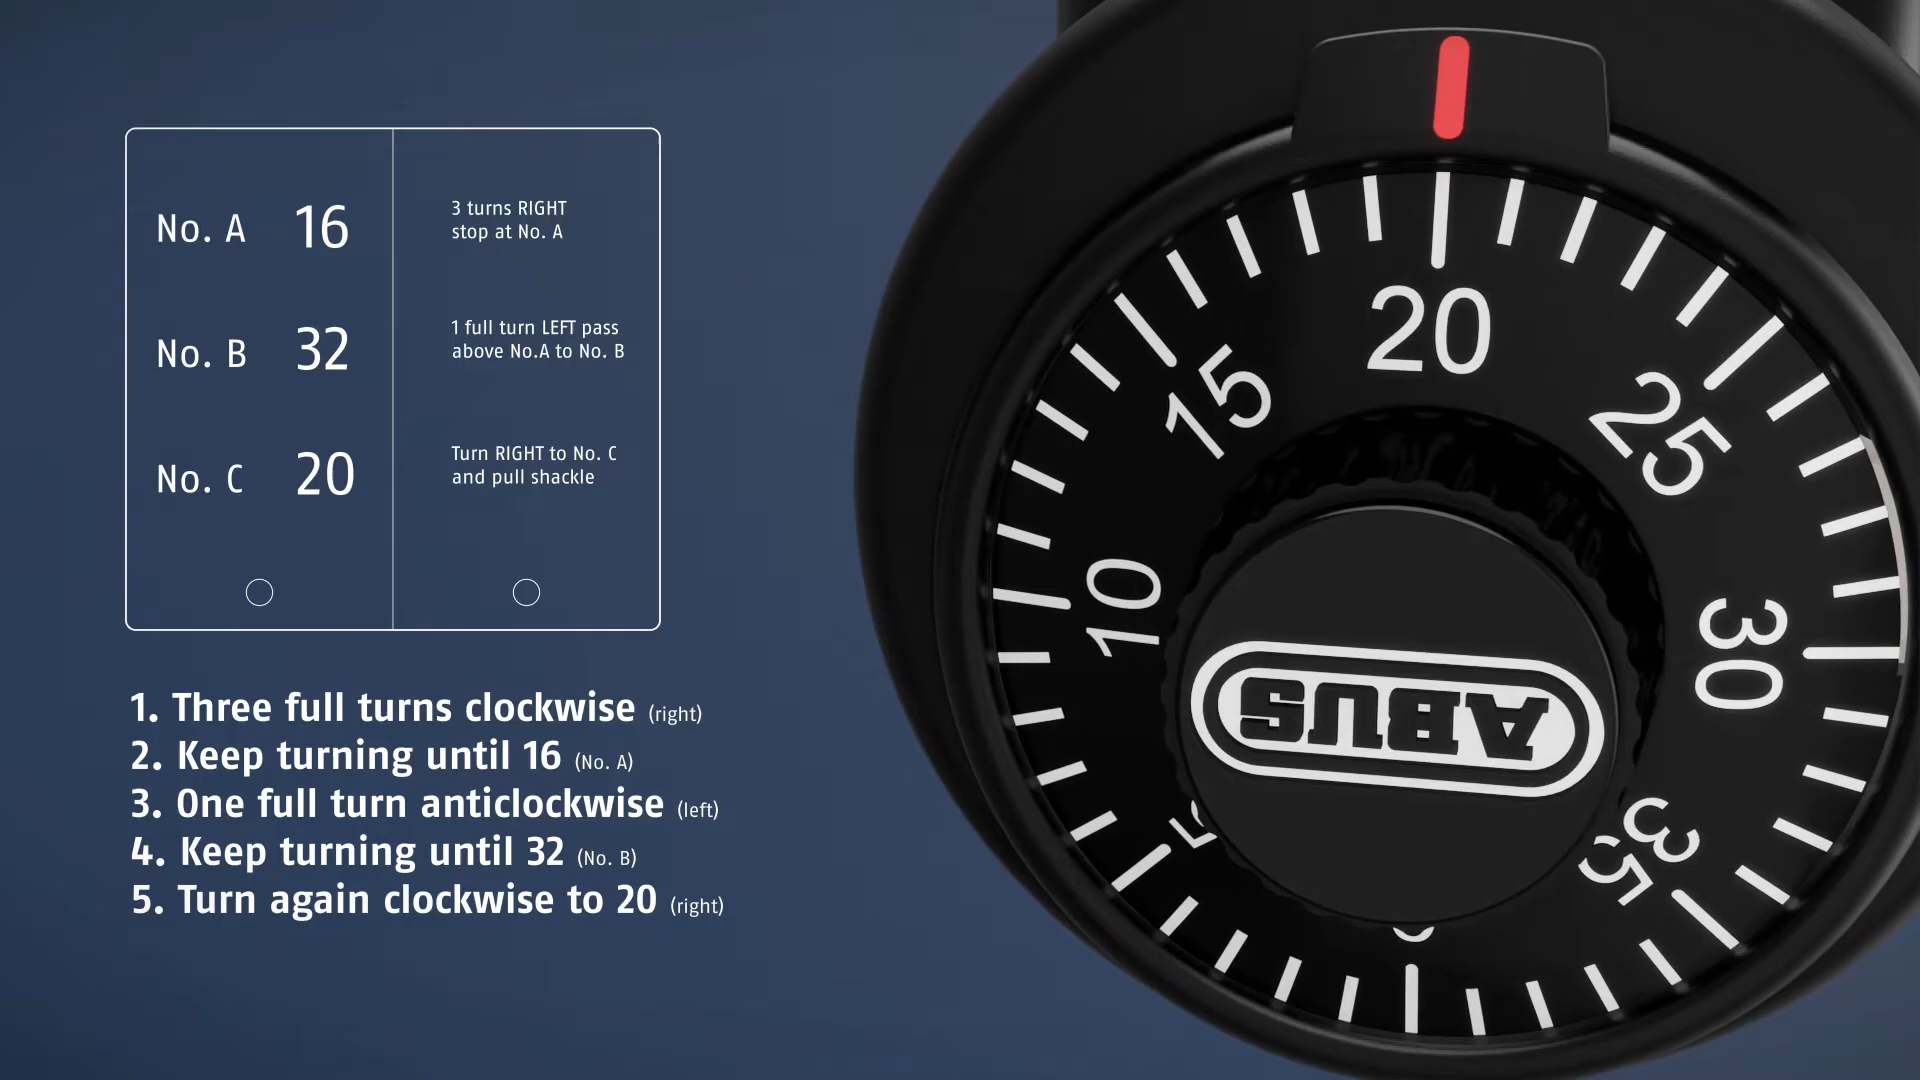 No. A 16
3 turns RIGHT
stop at No. A
No. B 32
1 full turn LEFT pass
above No.A to No. B
No. C 20
Turn RIGHT to No. C
and pull shackle
1. Three full turns clockwise (right)
2. Keep turning until 16 (No. A)
3. One full turn anticlockwise (left)
4. Keep turning until 32 (No. B)
5. Turn again clockwise to 20 (right)
20
15
25
10
30
35
5
ABUS